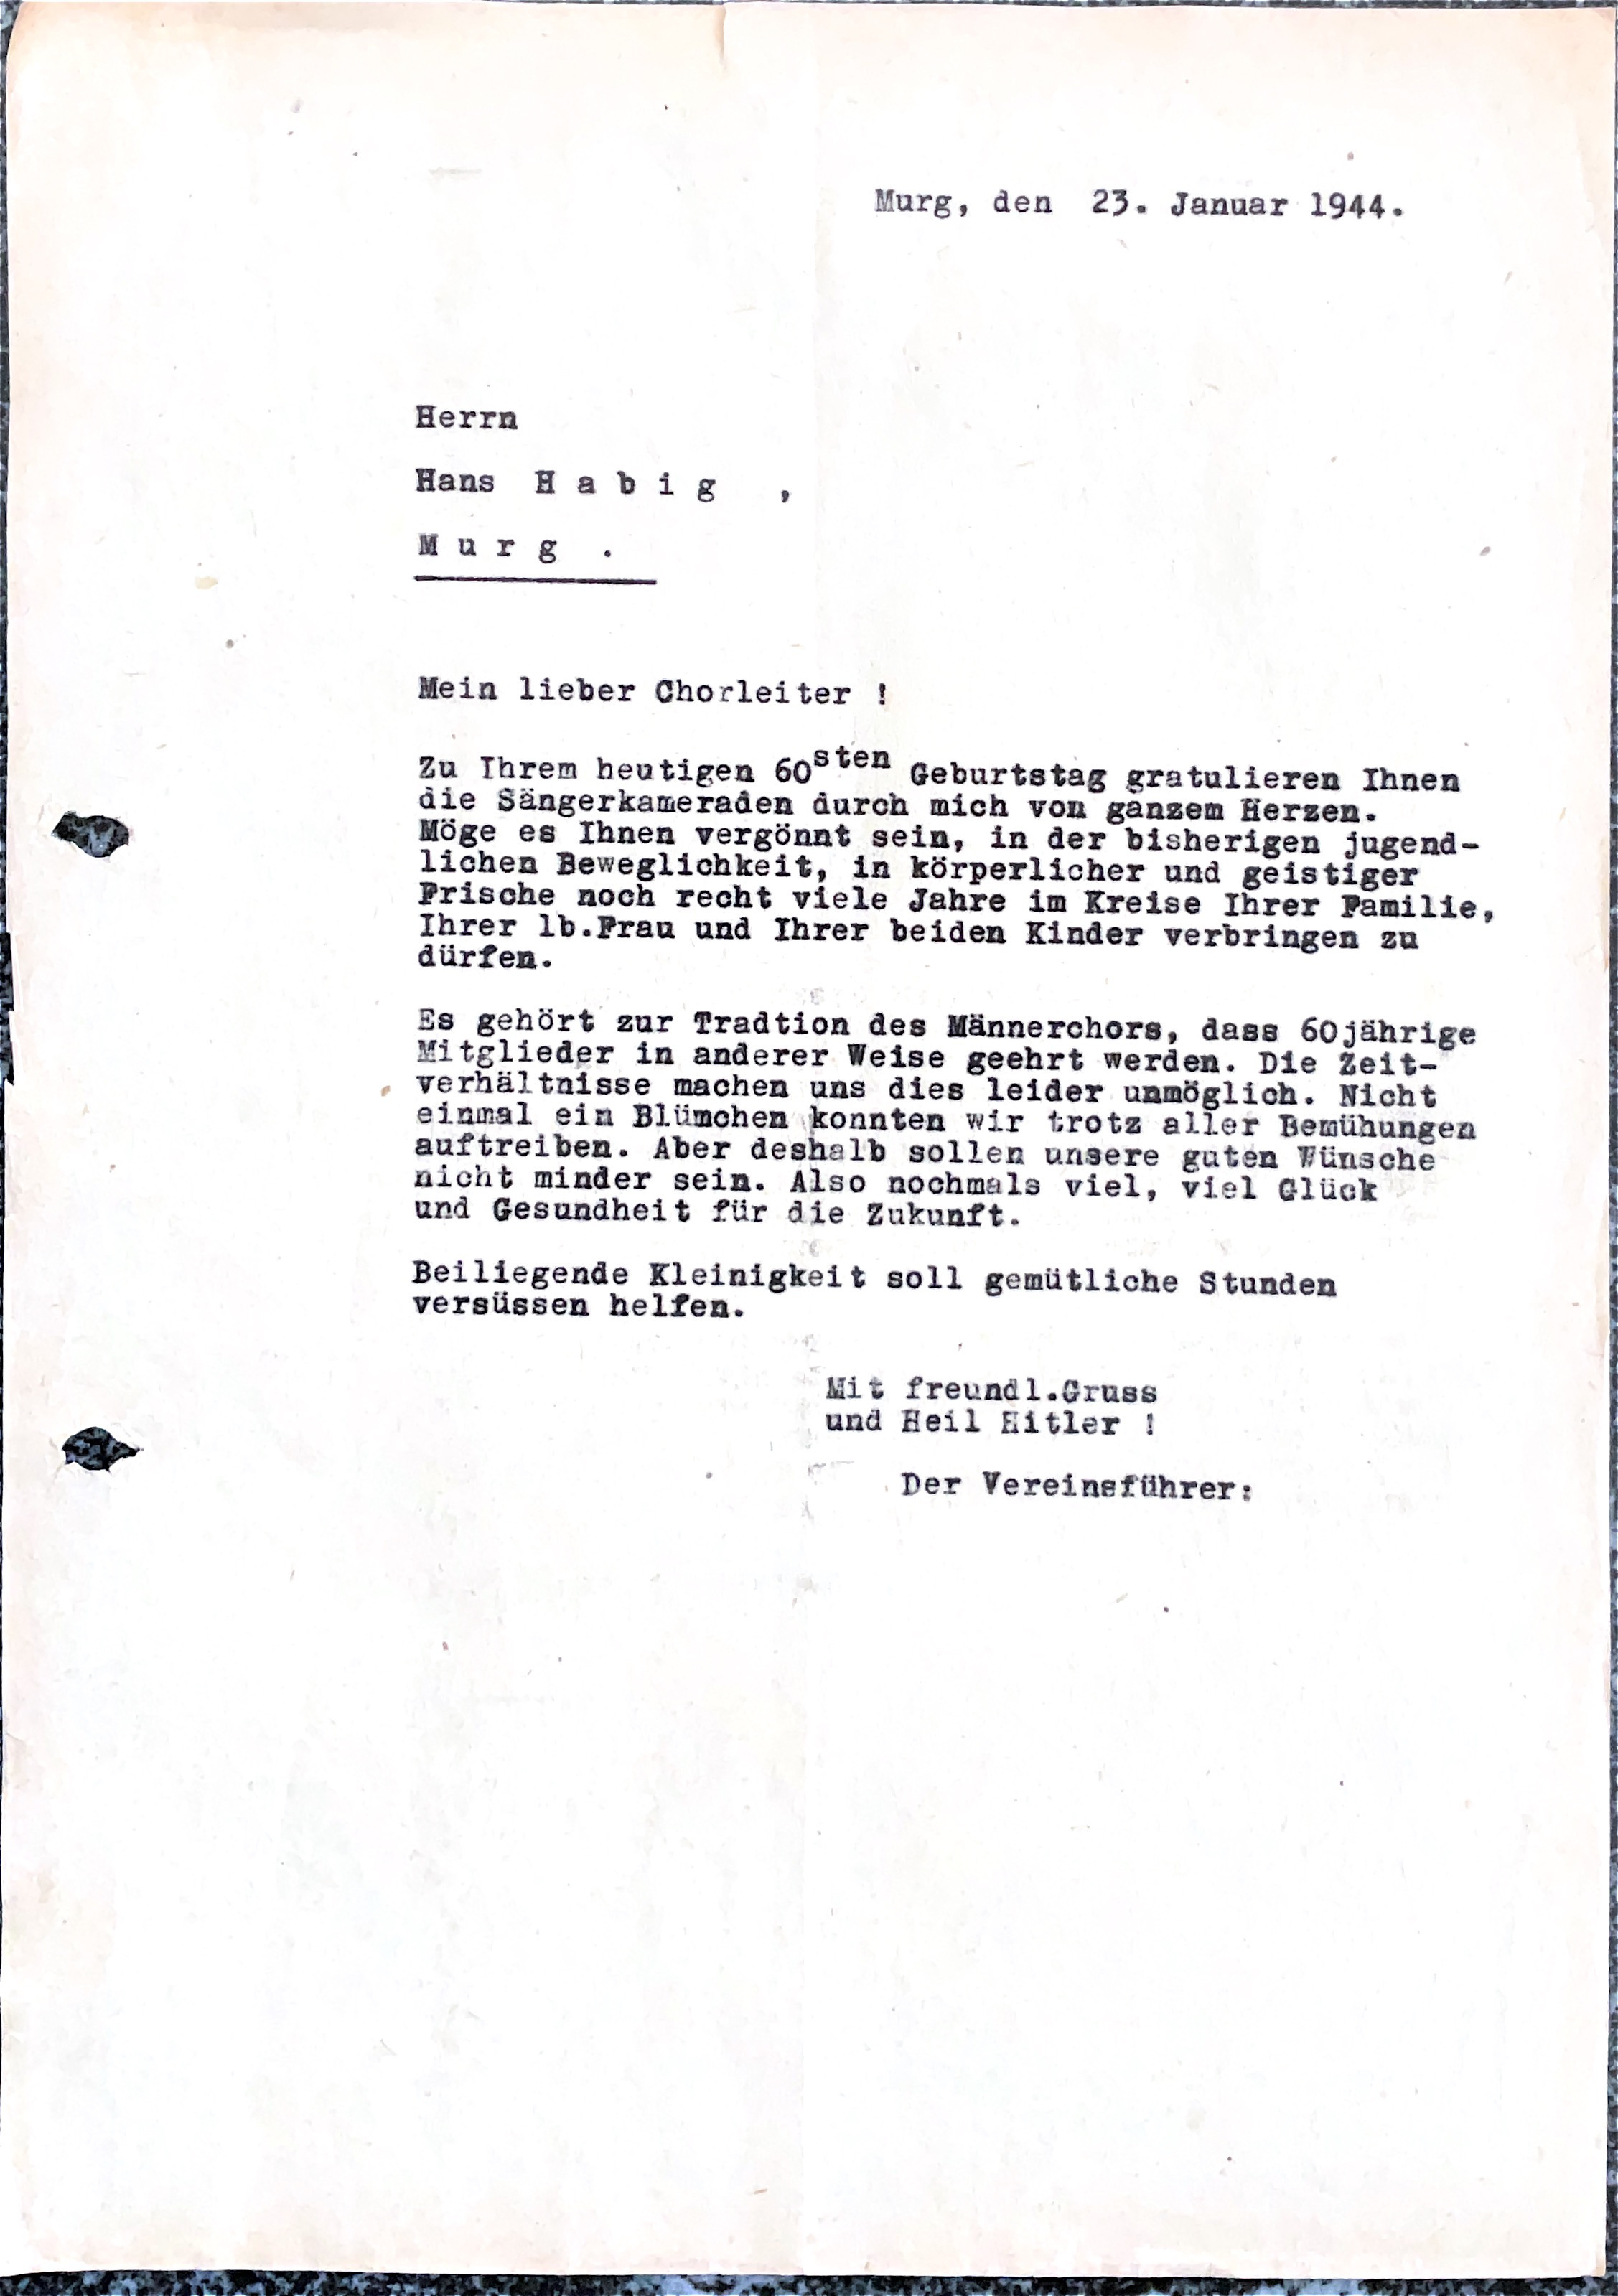 Murg, den 23. Januar 1944.
Herrn
Hans H a b i g ,
M u r g .
Mein lieber Chorleiter !
Zu Ihrem heutigen 60sten Geburtstag gratulieren Ihnen
die Sängerkameraden durch mich von ganzem Herzen.
Möge es Ihnen vergönnt sein, in der bisherigen jugend-
lichen Beweglichkeit, in körperlicher und geistiger
Frische noch recht viele Jahre im Kreise Ihrer Familie,
Ihrer lb.Frau und Ihrer beiden Kinder verbringen zu
dürfen.
Es gehört zur Tradtion des Männerchors, dass 60jährige
Mitglieder in anderer Weise geehrt werden. Die Zeit-
verhältnisse machen uns dies leider unmöglich. Nicht
einmal ein Blümchen konnten wir trotz aller Bemühungen
auftreiben. Aber deshalb sollen unsere guten Wünsche
nicht minder sein. Also nochmals viel, viel Glück
und Gesundheit für die Zukunft.
Beiliegende Kleinigkeit soll gemütliche Stunden
versüssen helfen.
Mit freundl.Gruss
und Heil Hitler !
Der Vereinsführer: